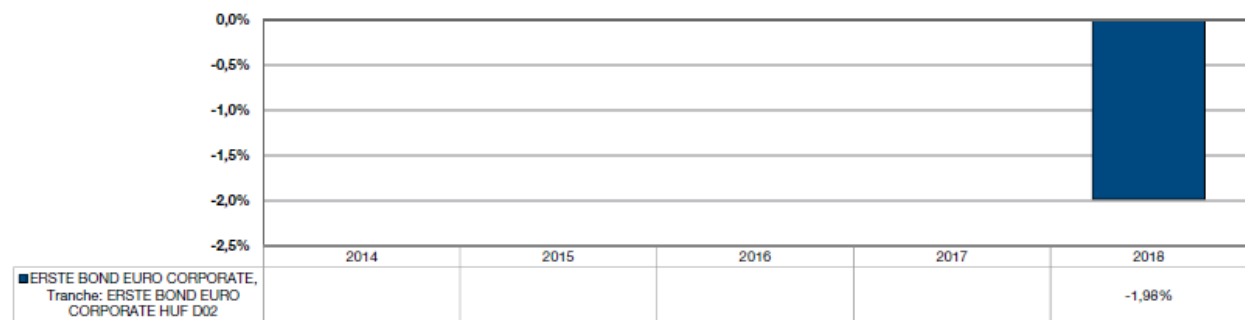 0,0%
-0,5%
-1,0%
-1,5%
-2,0%
-2,5%
2014 2015 2016 2017 2018
ERSTE BOND EURO CORPORATE,
Tranche: ERSTE BOND EURO
CORPORATE HUF D02
-1,98%